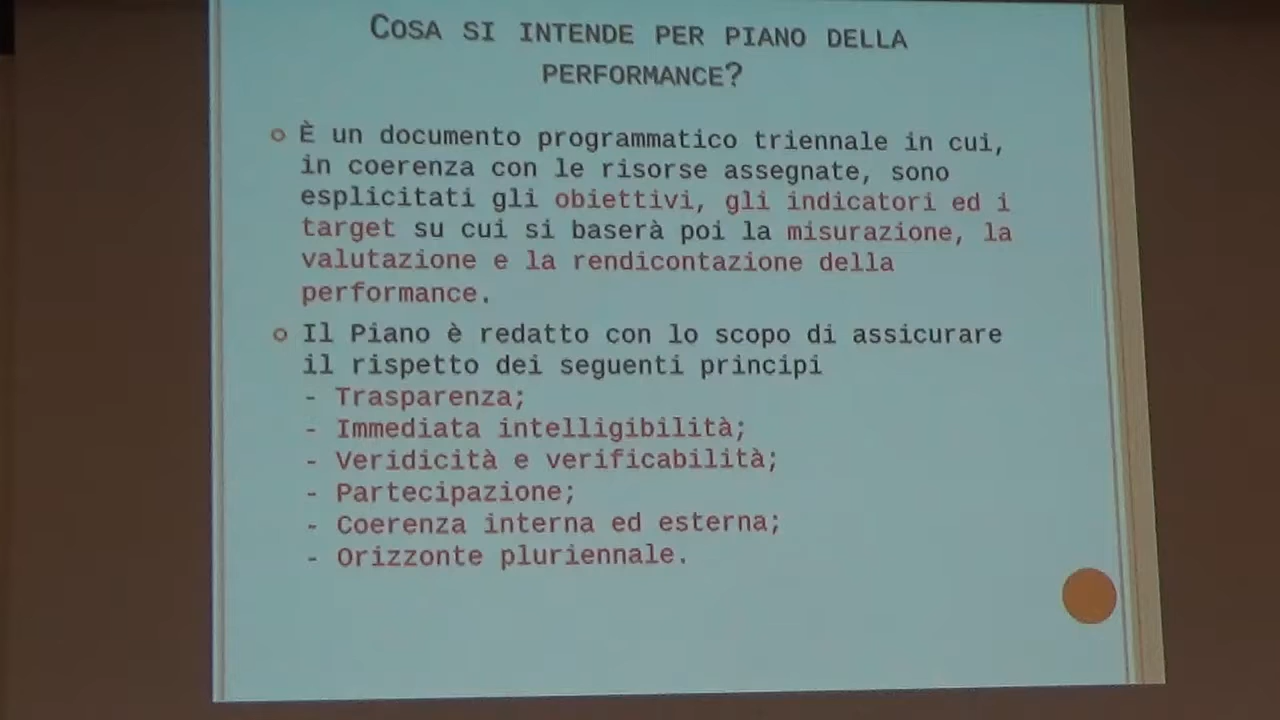 COSA SI INTENDE PER PIANO DELLA
PERFORMANCE?
È un documento programmatico triennale in cui,
in coerenza con le risorse assegnate, sono
esplicitati gli obiettivi, gli indicatori ed i
target su cui si baserà poi la misurazione, la
valutazione e la rendicontazione della
performance.
Il Piano è redatto con lo scopo di assicurare
il rispetto dei seguenti principi
- Trasparenza;
- Immediata intelligibilità;
- Veridicità e verificabilità;
- Partecipazione;
- Coerenza interna ed esterna;
- Orizzonte pluriennale.